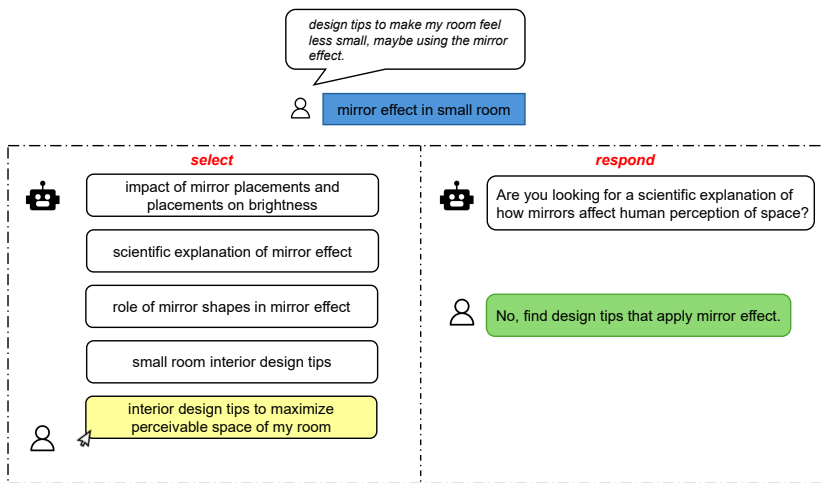 design tips to make my room feel
less small, maybe using the mirror
effect.
mirror effect in small room
select
impact of mirror placements and
placements on brightness
scientific explanation of mirror effect
role of mirror shapes in mirror effect
small room interior design tips
interior design tips to maximize
perceivable space of my room
respond
Are you looking for a scientific explanation of
how mirrors affect human perception of space?
No, find design tips that apply mirror effect.